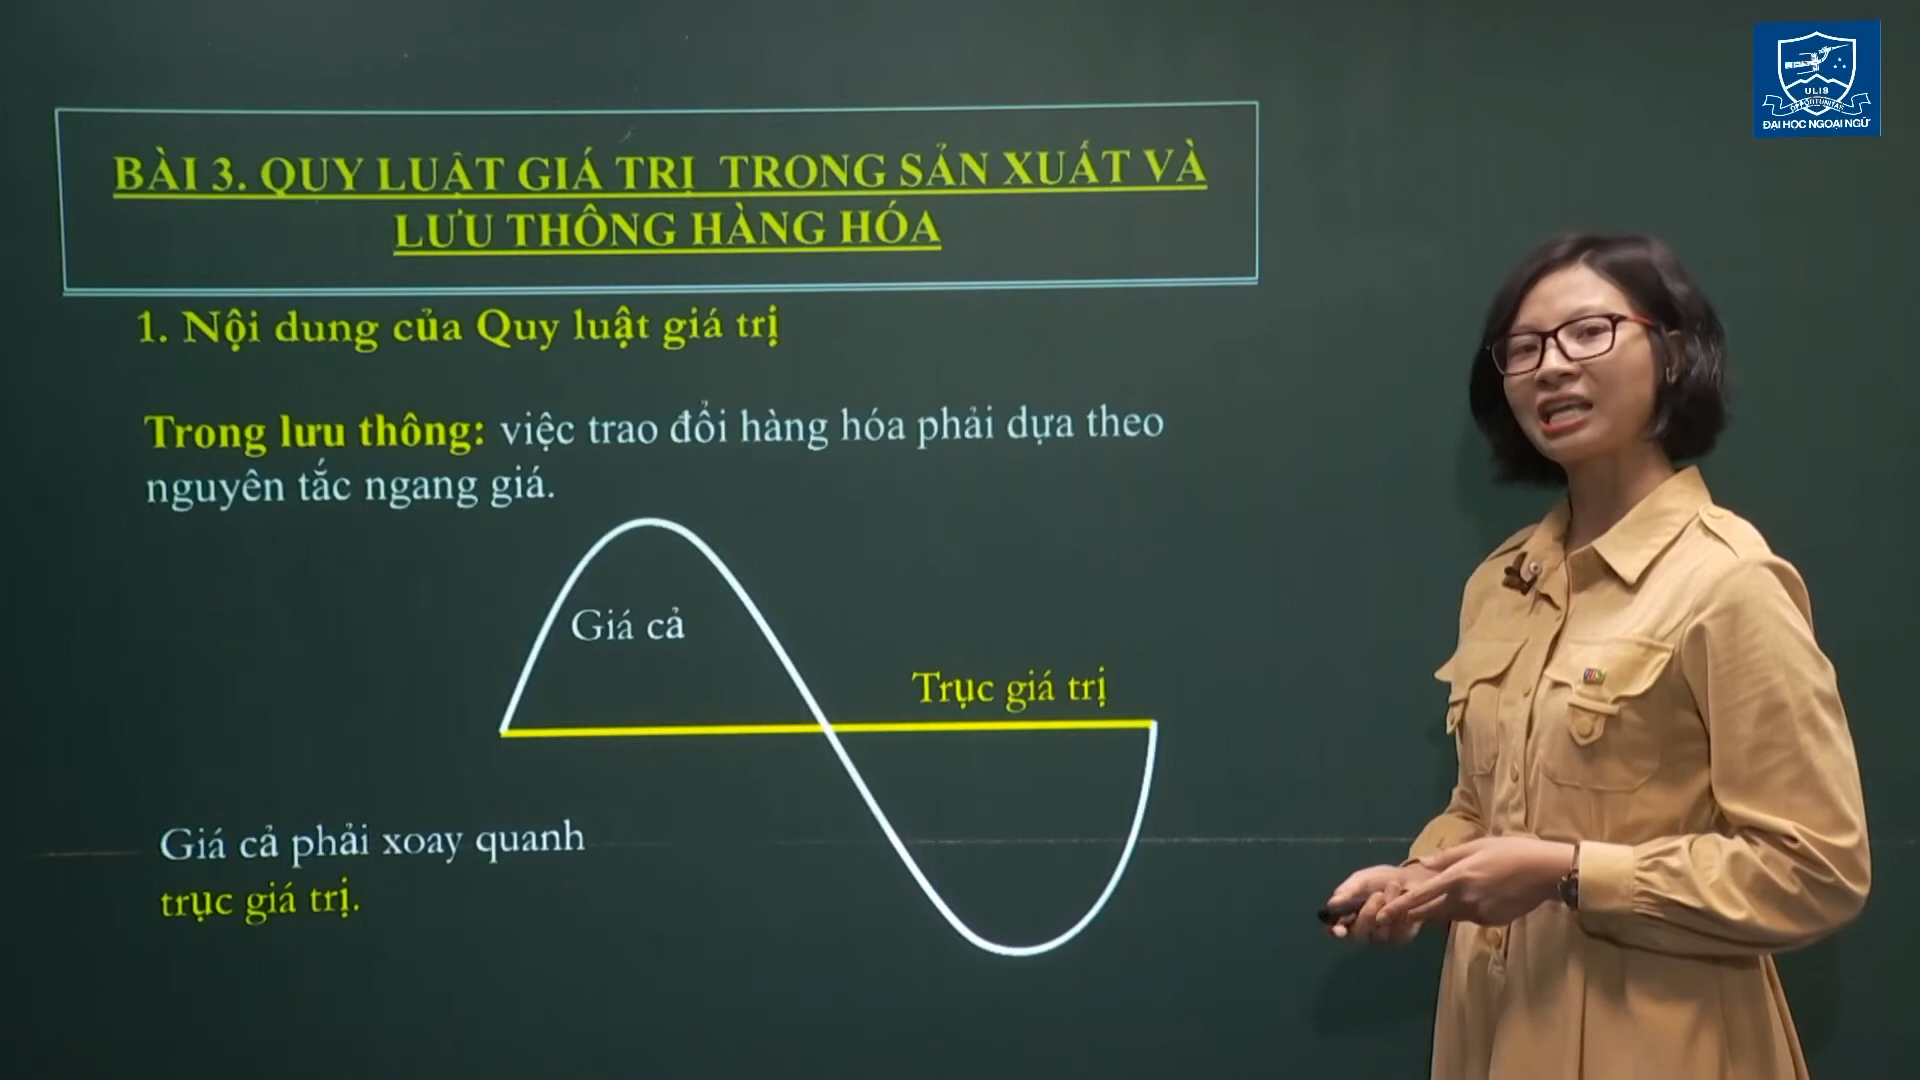 ULIS
ĐẠI HỌC NGOẠI NGỮ
BÀI 3. QUY LUẬT GIÁ TRỊ TRONG SẢN XUẤT VÀ
LƯU THÔNG HÀNG HÓA
1. Nội dung của Quy luật giá trị
Trong lưu thông: việc trao đổi hàng hóa phải dựa theo
nguyên tắc ngang giá.
Giá cả
Trục giá trị
Giá cả phải xoay quanh
trục giá trị.